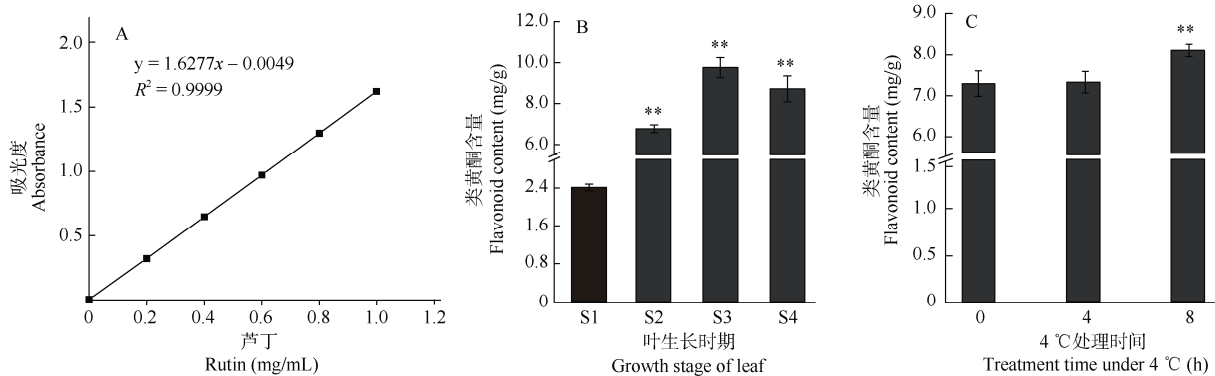 A
y = 1.6277x – 0.0049
R² = 0.9999
吸光度
Absorbance
2.0
1.5
1.0
0.5
0
0 0.2 0.4 0.6 0.8 1.0 1.2
芦丁
Rutin (mg/mL)
B
类黄酮含量
Flavonoid content (mg/g)
12.0
10.0
8.0
6.0
2.4
1.6
0.8
0
**
**
**
S1 S2 S3 S4
叶生长时期
Growth stage of leaf
C
类黄酮含量
Flavonoid content (mg/g)
9.0
8.0
7.0
6.0
1.5
1.0
0.5
0
**
0 4 8
4 ℃处理时间
Treatment time under 4 ℃ (h)